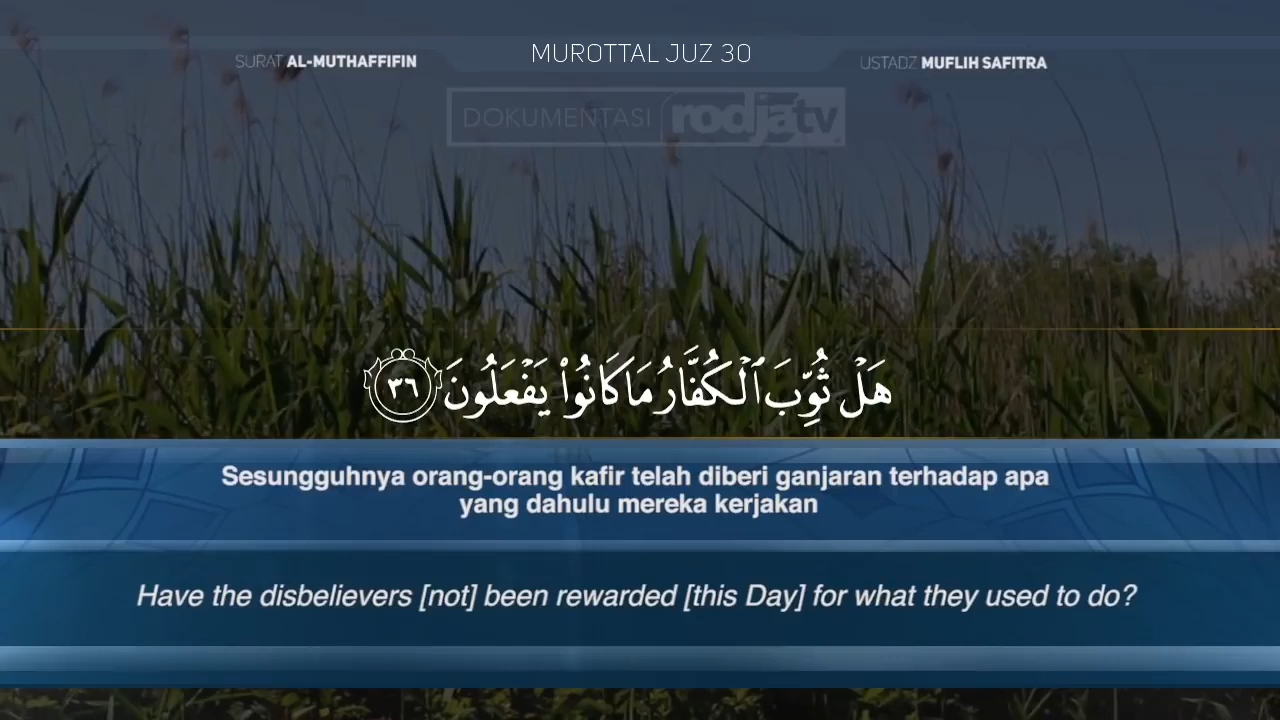 MUROTTAL JUZ 30
SURAT AL-MUTHAFFIFIN
USTADZ MUFLIH SAFITRA
DOKUMENTASI rodjatv
هَلْ ثُوِّبَ ٱلْكُفَّارُ مَا كَانُوا۟ يَفْعَلُونَ ٣٦
Sesungguhnya orang-orang kafir telah diberi ganjaran terhadap apa
yang dahulu mereka kerjakan
Have the disbelievers [not] been rewarded [this Day] for what they used to do?